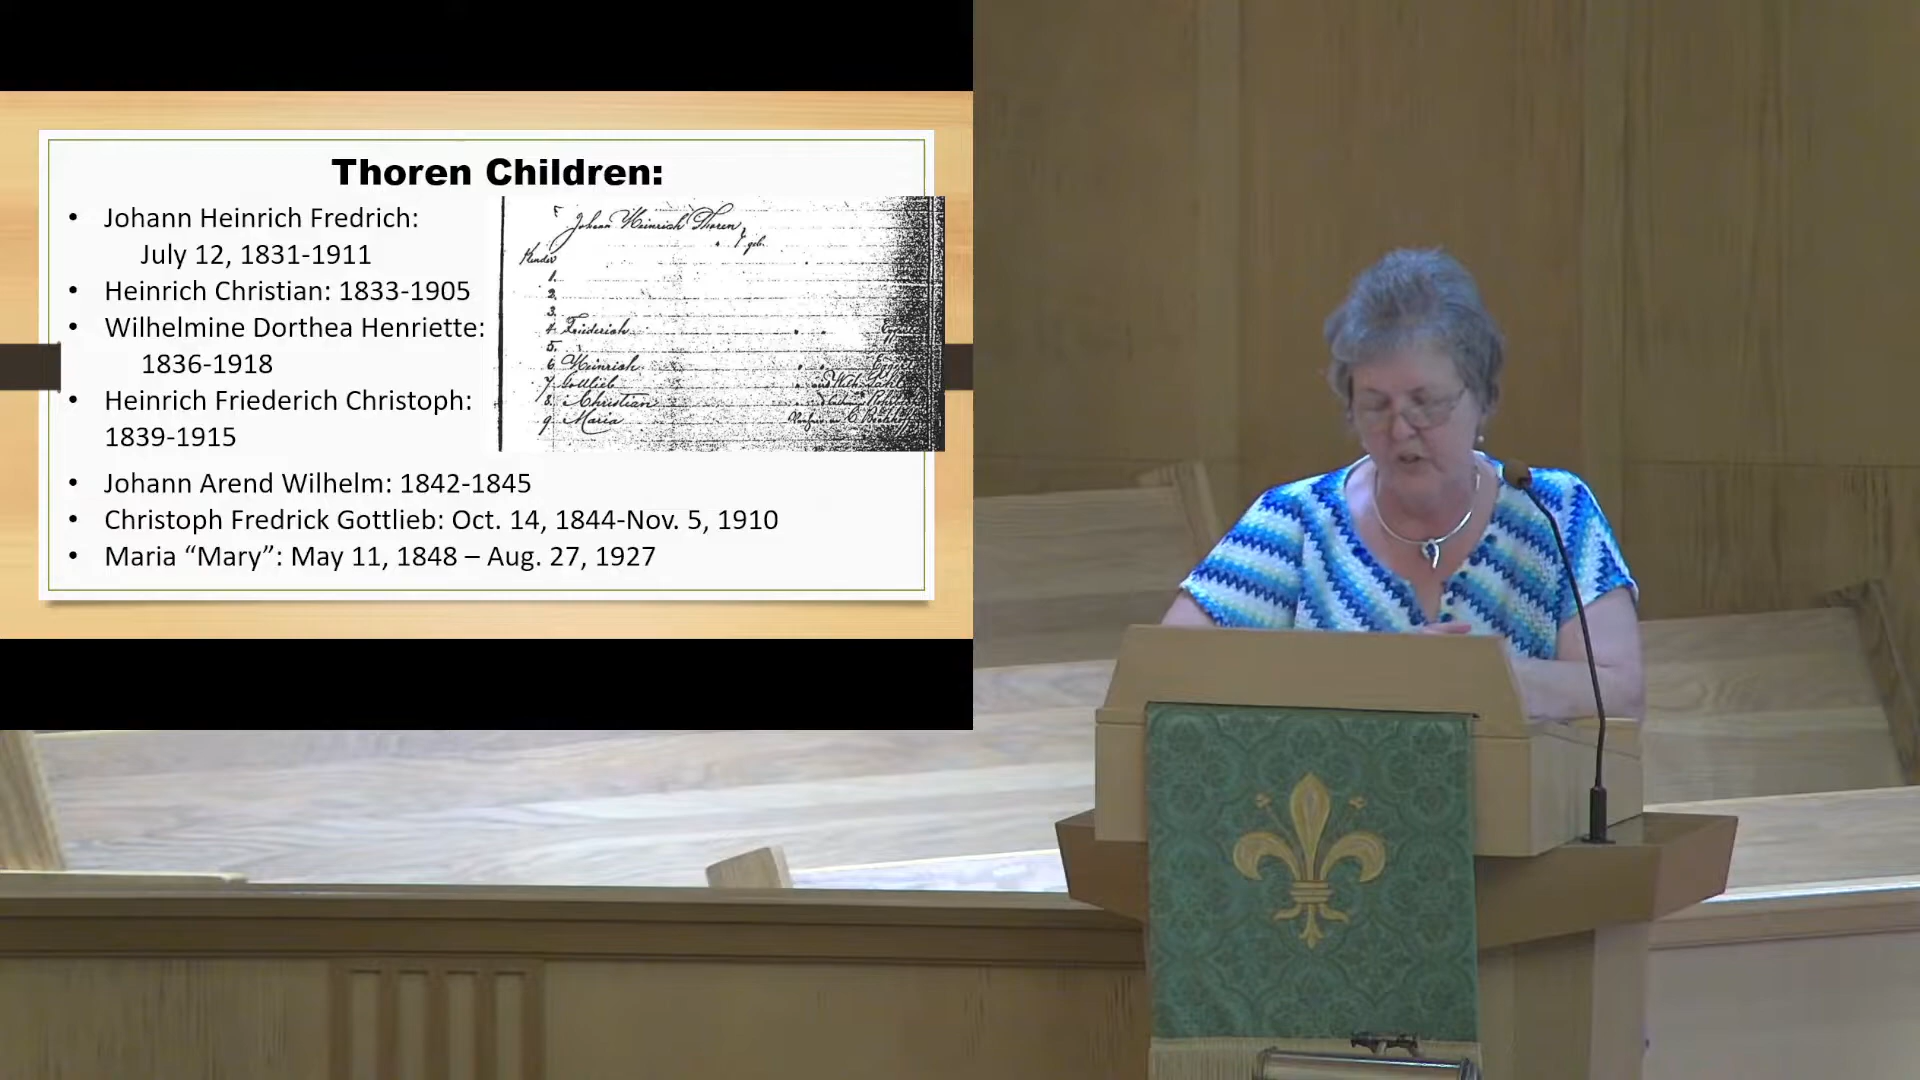 Thoren Children:
• Johann Heinrich Fredrich:
July 12, 1831-1911
• Heinrich Christian: 1833-1905
• Wilhelmine Dorthea Henriette:
1836-1918
• Heinrich Friederich Christoph:
1839-1915
• Johann Arend Wilhelm: 1842-1845
• Christoph Fredrick Gottlieb: Oct. 14, 1844-Nov. 5, 1910
• Maria “Mary”: May 11, 1848 – Aug. 27, 1927
Johann Heinrich Thoren
geb.
Kinder
1.
2.
3.
4. Friederich
5.
6. Heinrich
7. Gottlieb
8. Christian
9. Maria